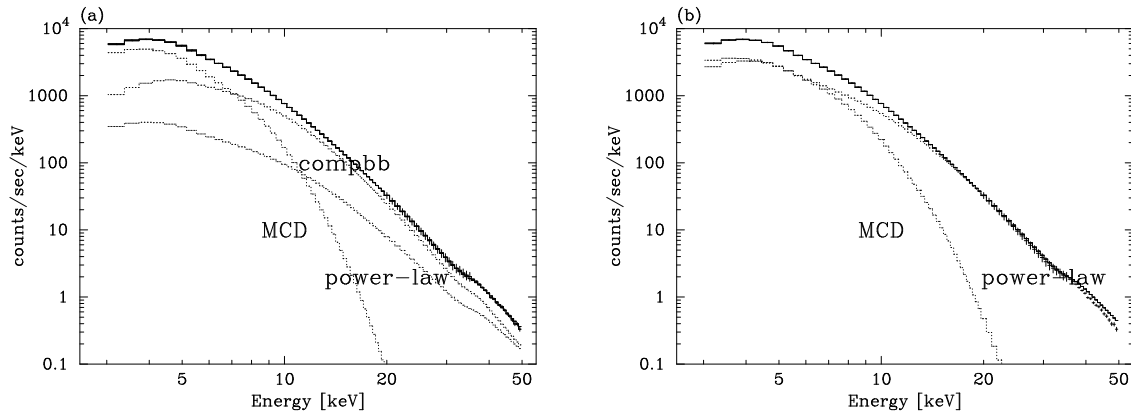 (a)
10^4
1000
100
10
1
0.1
counts/sec/keV
compbb
MCD
power-law
5
10
20
50
Energy [keV]
(b)
10^4
1000
100
10
1
0.1
counts/sec/keV
MCD
power-law
5
10
20
50
Energy [keV]